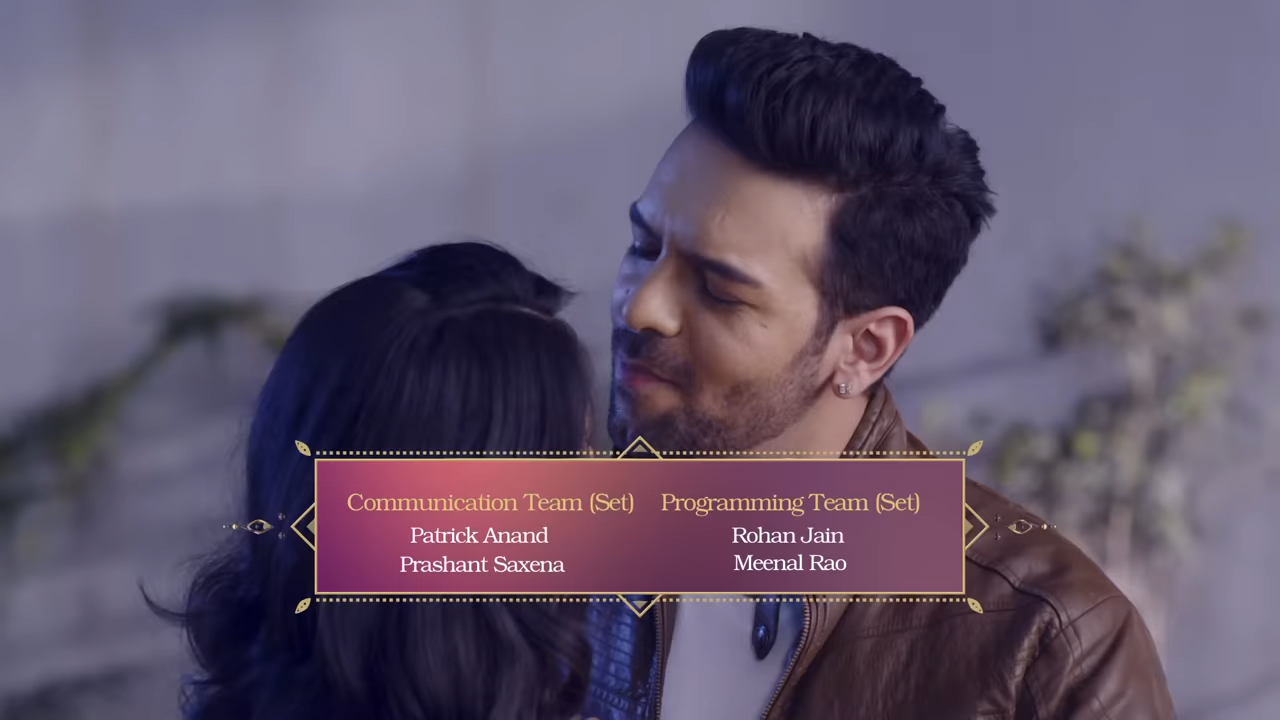 Communication Team (Set)
Patrick Anand
Prashant Saxena
Programming Team (Set)
Rohan Jain
Meenal Rao